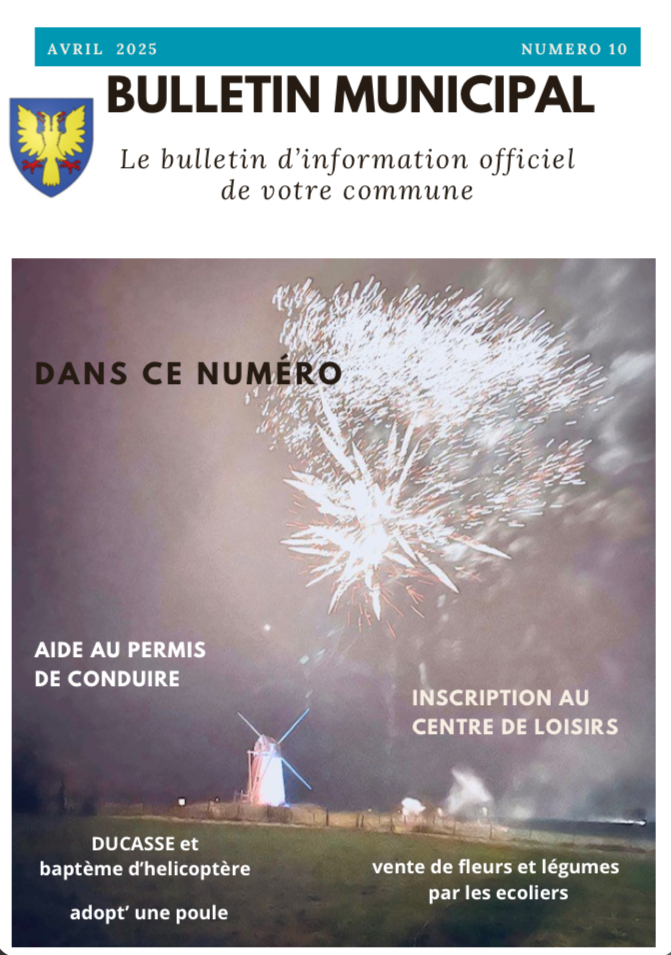 AVRIL 2025
NUMERO 10
BULLETIN MUNICIPAL
Le bulletin d'information officiel
de votre commune
DANS CE NUMÉRO
AIDE AU PERMIS
DE CONDUIRE
INSCRIPTION AU
CENTRE DE LOISIRS
DUCASSE et
baptème d'helicoptère
adopt' une poule
vente de fleurs et légumes
par les ecoliers